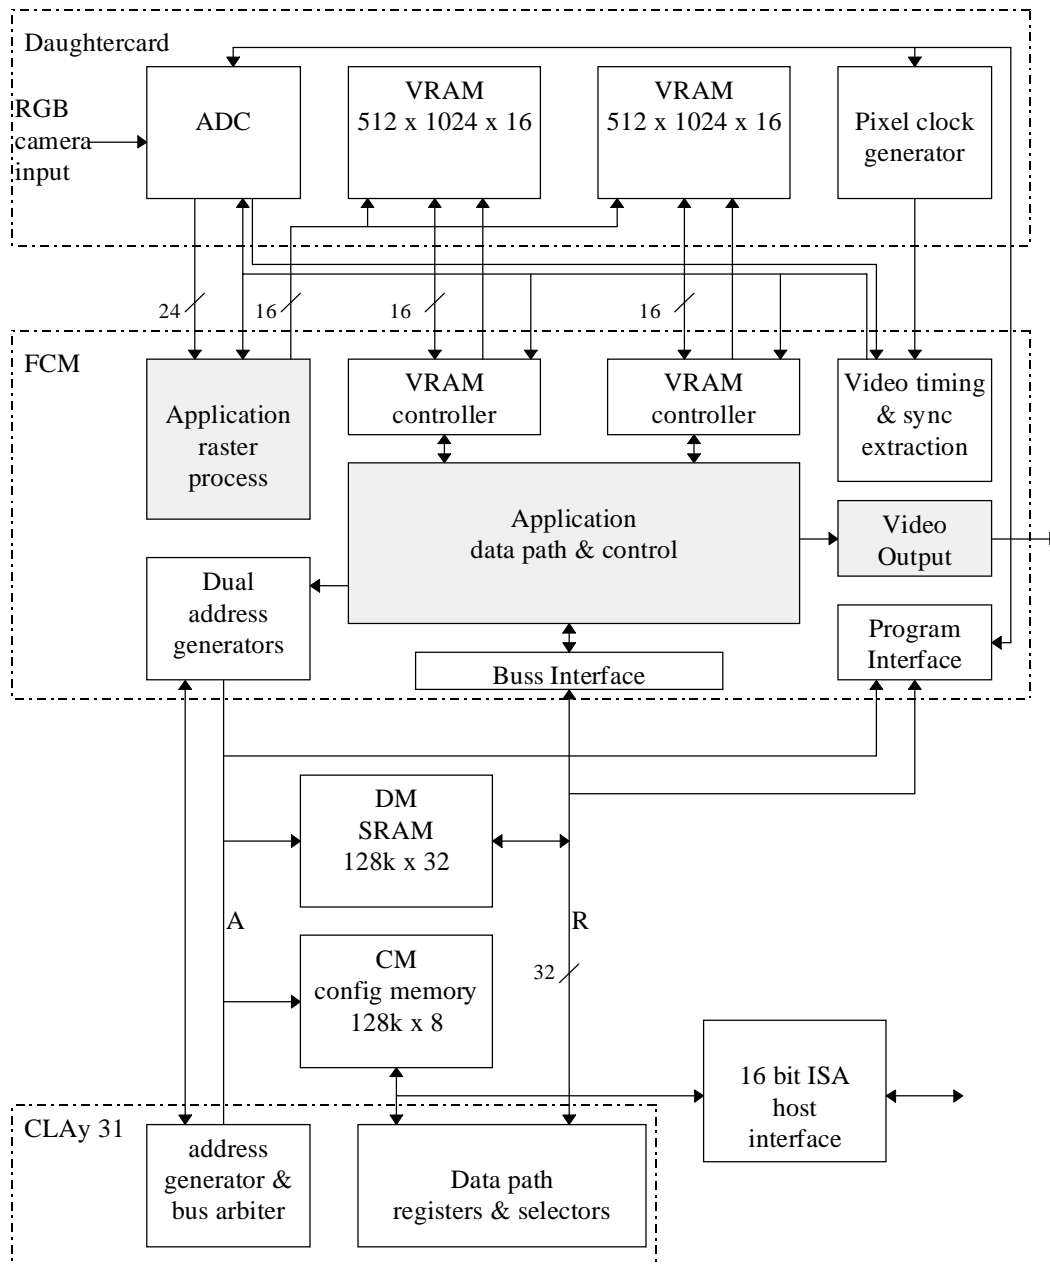 Daughtercard
RGB
camera
input
ADC
VRAM
512 x 1024 x 16
VRAM
512 x 1024 x 16
Pixel clock
generator
24
16
16
16
FCM
Application
raster
process
VRAM
controller
VRAM
controller
Video timing
& sync
extraction
Application
data path & control
Video
Output
Dual
address
generators
Buss Interface
Program
Interface
DM
SRAM
128k x 32
A
R
CM
config memory
128k x 8
32
16 bit ISA
host
interface
CLAy 31
address
generator &
bus arbiter
Data path
registers & selectors